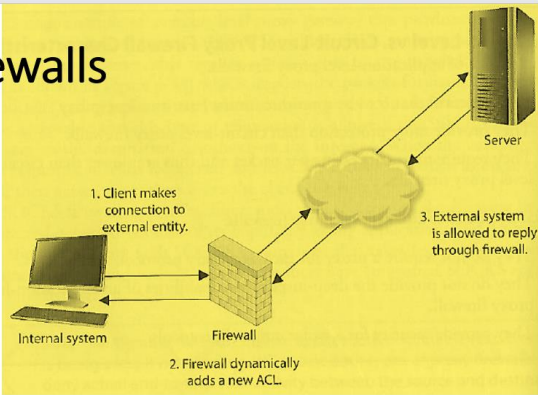 ewalls
Server
1. Client makes
connection to
external entity.
3. External system
is allowed to reply
through firewall.
Internal system
Firewall
2. Firewall dynamically
adds a new ACL.